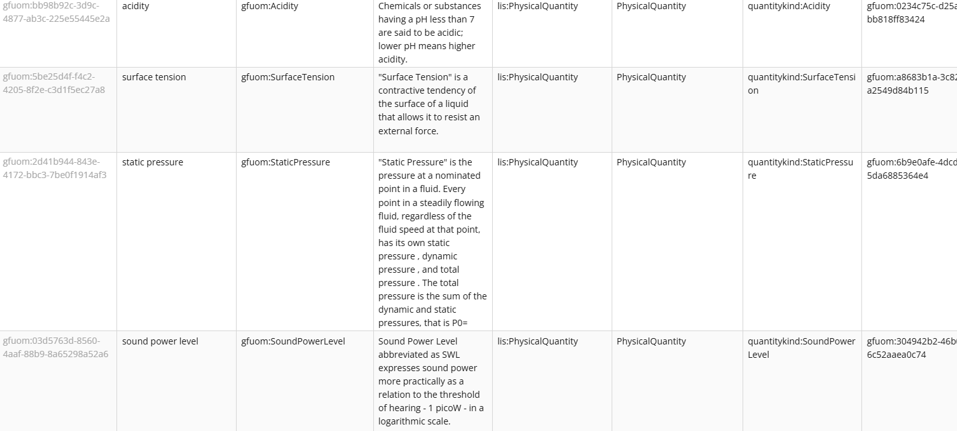 gfuom:bb98b92c-3d9c-
4877-ab3c-225e55445e2a
acidity
gfuom:Acidity
Chemicals or substances
having a pH less than 7
are said to be acidic;
lower pH means higher
acidity.
lis:PhysicalQuantity
PhysicalQuantity
quantitykind:Acidity
gfuom:0234c75c-d25a
bb818ff83424
gfuom:5be25d4f-f4c2-
4205-8f2e-c3d1f5ec27a8
surface tension
gfuom:SurfaceTension
"Surface Tension" is a
contractive tendency of
the surface of a liquid
that allows it to resist an
external force.
lis:PhysicalQuantity
PhysicalQuantity
quantitykind:SurfaceTensi
on
gfuom:a8683b1a-3c82
a2549d84b115
gfuom:2d41b944-843e-
4172-bbc3-7be0f1914af3
static pressure
gfuom:StaticPressure
"Static Pressure" is the
pressure at a nominated
point in a fluid. Every
point in a steadily flowing
fluid, regardless of the
fluid speed at that point,
has its own static
pressure , dynamic
pressure , and total
pressure . The total
pressure is the sum of the
dynamic and static
pressures, that is P0=
lis:PhysicalQuantity
PhysicalQuantity
quantitykind:StaticPressu
re
gfuom:6b9e0afe-4dcd
5da6885364e4
gfuom:03d5763d-8560-
4aaf-88b9-8a65298a52a6
sound power level
gfuom:SoundPowerLevel
Sound Power Level
abbreviated as SWL
expresses sound power
more practically as a
relation to the threshold
of hearing - 1 picoW - in a
logarithmic scale.
lis:PhysicalQuantity
PhysicalQuantity
quantitykind:SoundPower
Level
gfuom:304942b2-46b
6c52aaea0c74